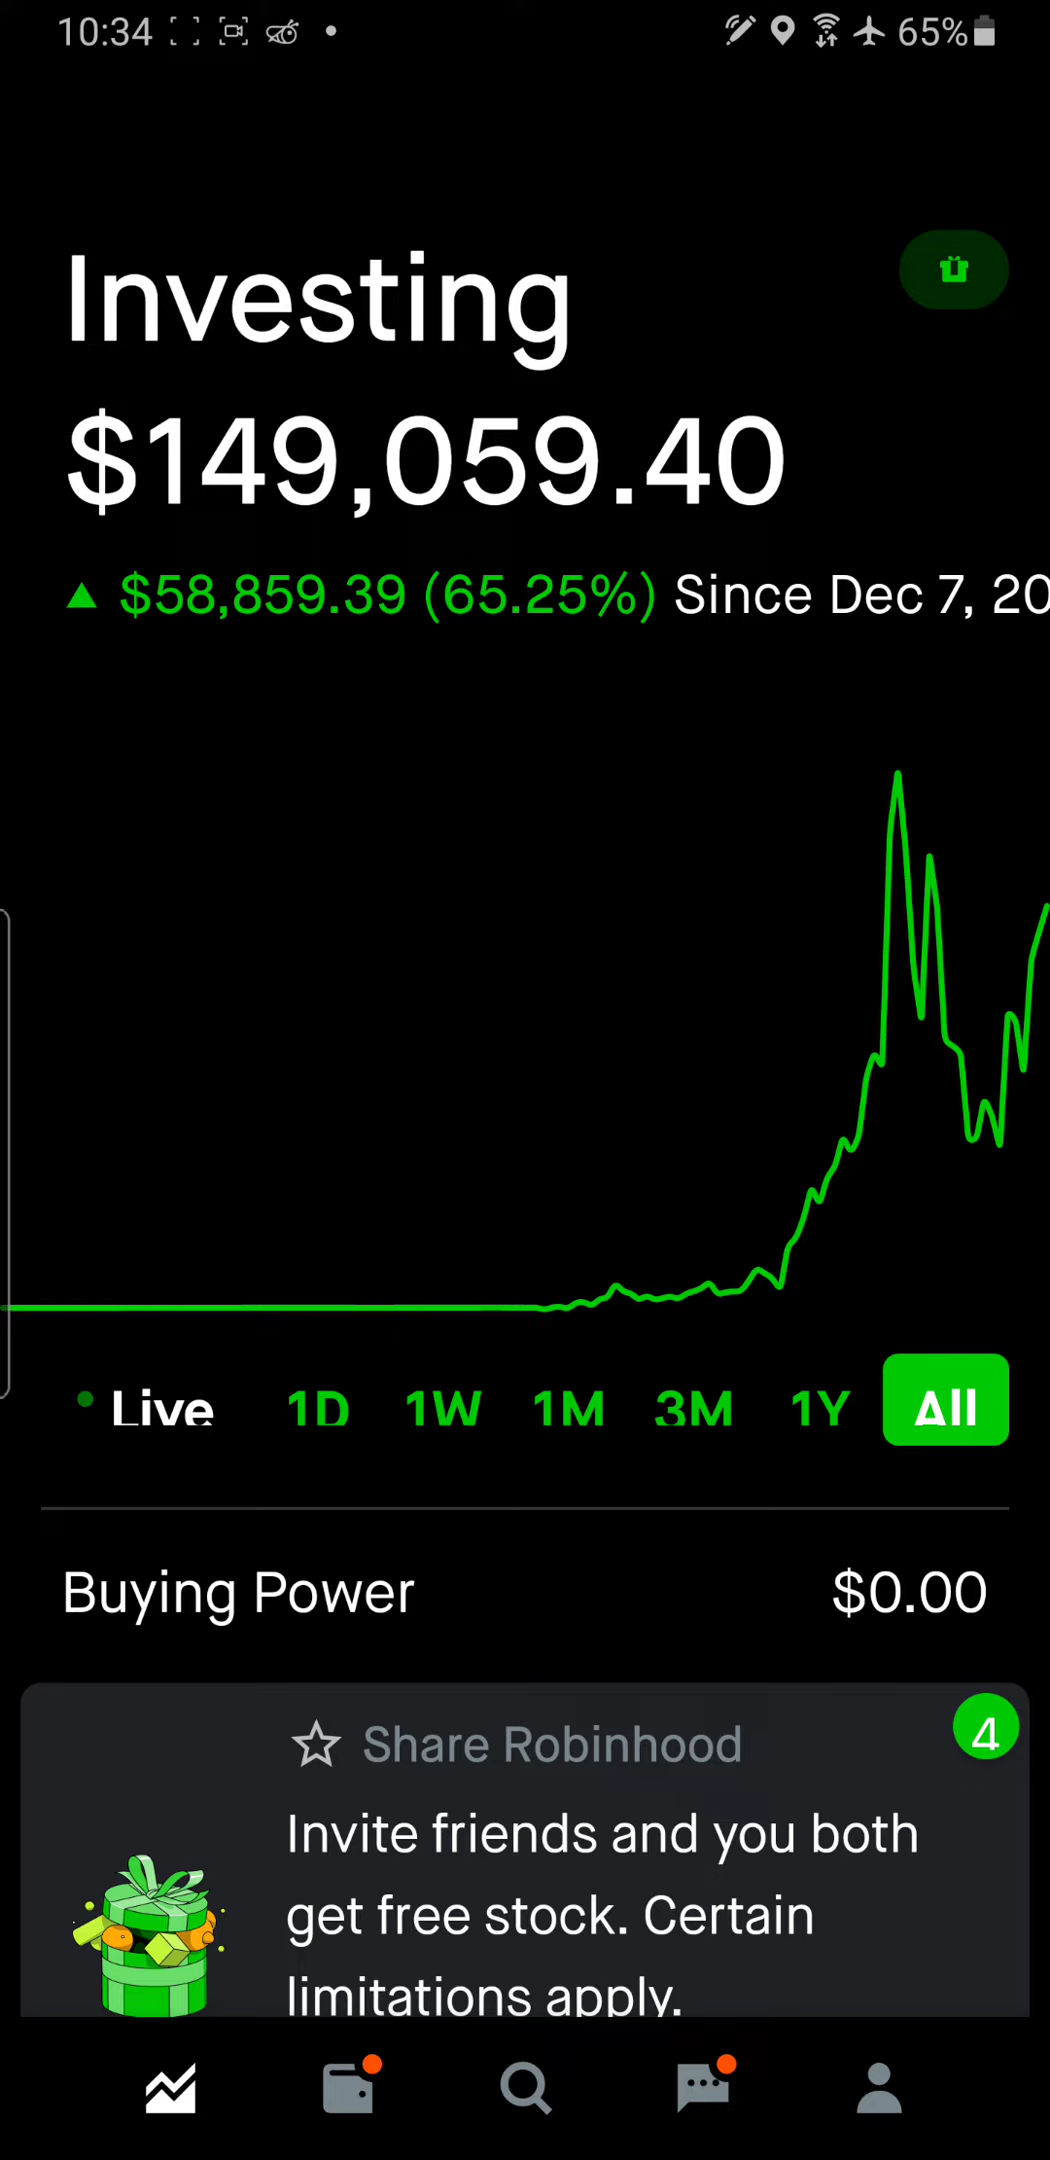 10:34 65%
Investing
$149,059.40
▲ $58,859.39 (65.25%) Since Dec 7, 20
Live 1D 1W 1M 3M 1Y All
Buying Power $0.00
Share Robinhood 4
Invite friends and you both
get free stock. Certain
limitations apply.